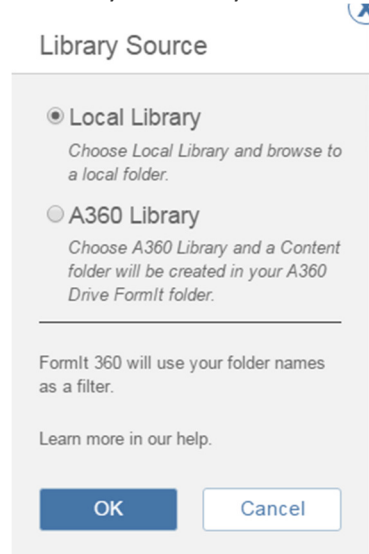 Library Source
Local Library
Choose Local Library and browse to
a local folder.
A360 Library
Choose A360 Library and a Content
folder will be created in your A360
Drive FormIt folder.
FormIt 360 will use your folder names
as a filter.
Learn more in our help.
OK
Cancel